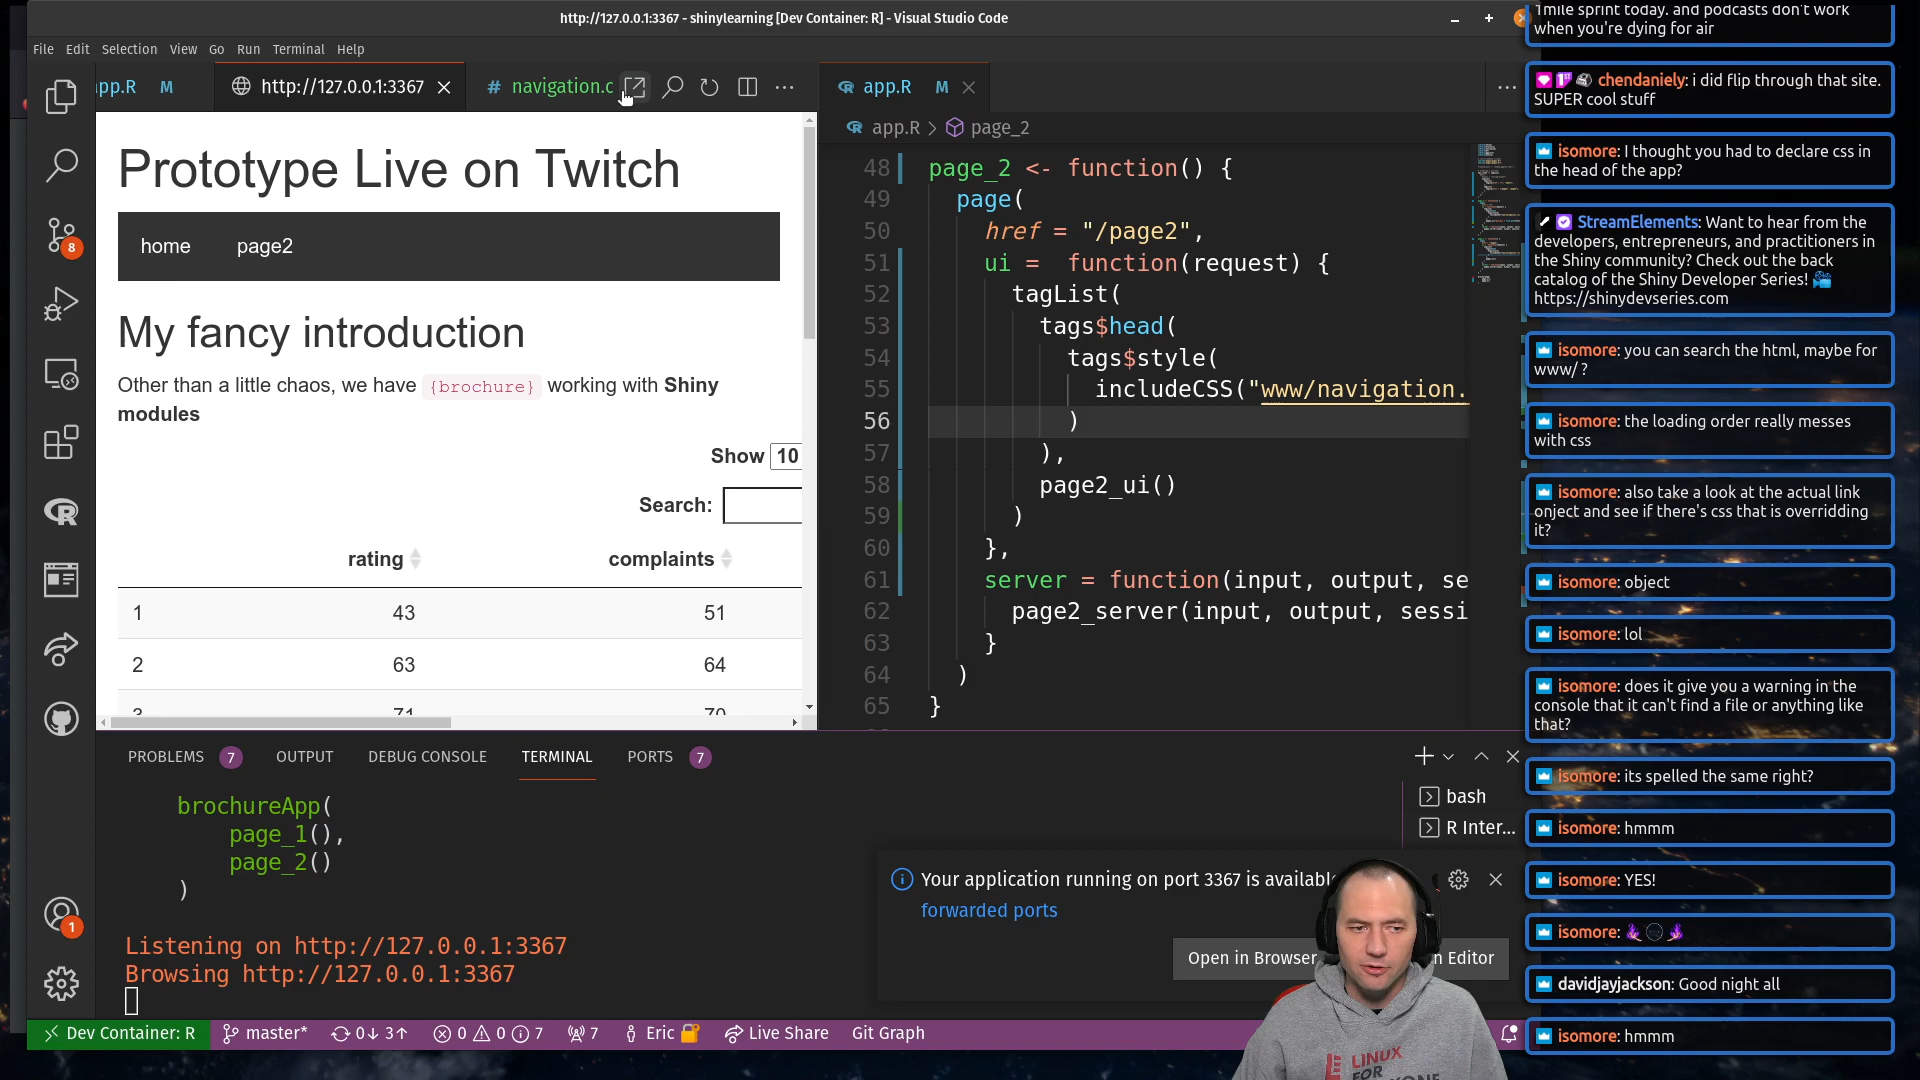 http://127.0.0.1:3367 - shinylearning [Dev Container: R] - Visual Studio Code
File Edit Selection View Go Run Terminal Help
app.R M
http://127.0.0.1:3367
# navigation.c
app.R M
app.R > page_2
Prototype Live on Twitch
home page2
My fancy introduction
Other than a little chaos, we have {brochure} working with Shiny
modules
Show 10
Search:
rating complaints
1 43 51
2 63 64
3 71 70
48 page_2 <- function() {
49 page(
50 href = "/page2",
51 ui = function(request) {
52 tagList(
53 tags$head(
54 tags$style(
55 includeCSS("www/navigation.
56 )
57 ),
58 page2_ui()
59 )
60 },
61 server = function(input, output, se
62 page2_server(input, output, sessi
63 }
64 )
65 }
PROBLEMS 7 OUTPUT DEBUG CONSOLE TERMINAL PORTS 7
brochureApp(
page_1(),
page_2()
)
Listening on http://127.0.0.1:3367
Browsing http://127.0.0.1:3367
bash
R Inter...
Your application running on port 3367 is availabl
forwarded ports
Open in Browser
n Editor
8
1
Dev Container: R master* 0↓ 3↑ 0 0 7 7 Eric Live Share Git Graph
LINUX
FOR
1mile sprint today. and podcasts don't work
when you're dying for air
chendaniely: i did flip through that site.
SUPER cool stuff
isomore: I thought you had to declare css in
the head of the app?
StreamElements: Want to hear from the
developers, entrepreneurs, and practitioners in
the Shiny community? Check out the back
catalog of the Shiny Developer Series!
https://shinydevseries.com
isomore: you can search the html, maybe for
www/ ?
isomore: the loading order really messes
with css
isomore: also take a look at the actual link
onject and see if there's css that is overridding
it?
isomore: object
isomore: lol
isomore: does it give you a warning in the
console that it can't find a file or anything like
that?
isomore: its spelled the same right?
isomore: hmmm
isomore: YES!
isomore:
davidjayjackson: Good night all
isomore: hmmm